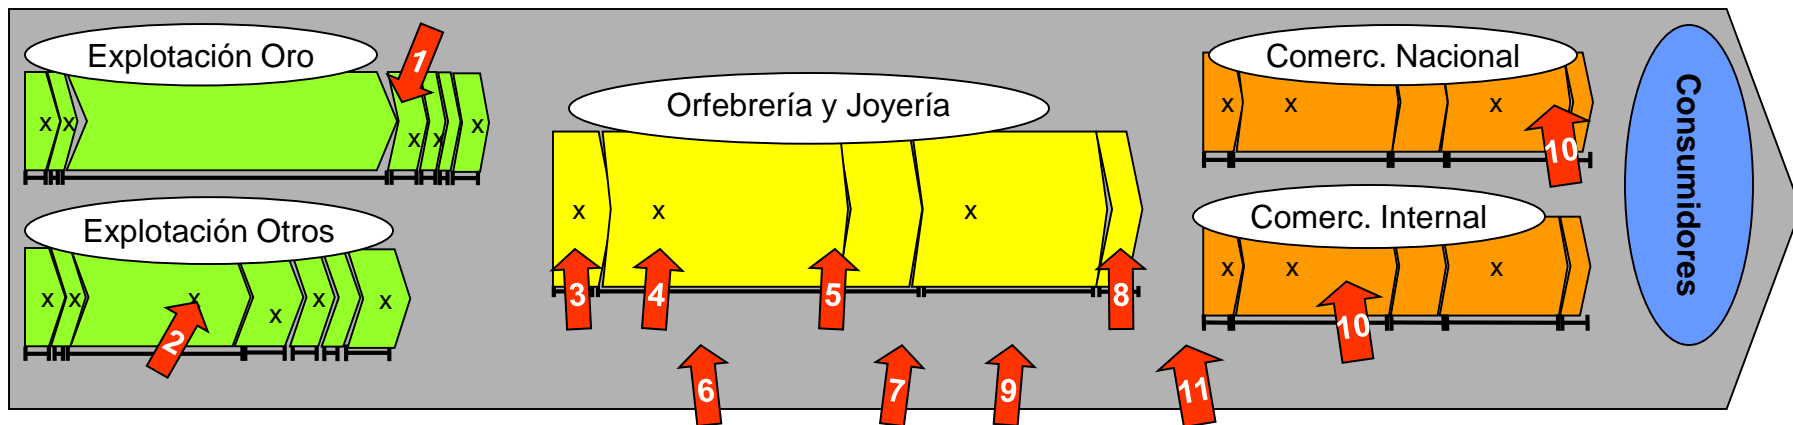 Explotación Oro
1
x x x x x
Explotación Otros
x x x x x x
2
Orfebrería y Joyería
x x x
3 4 5 8
6 7 9 11
Comerc. Nacional
x x x
10
Comerc. Internal
x x x
10
Consumidores